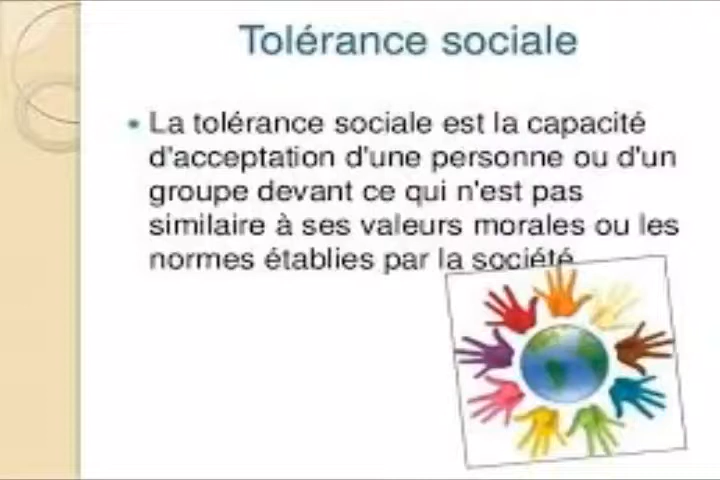 Tolérance sociale
• La tolérance sociale est la capacité
d'acceptation d'une personne ou d'un
groupe devant ce qui n'est pas
similaire à ses valeurs morales ou les
normes établies par la société